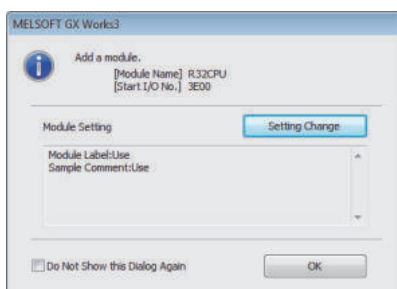 MELSOFT GX Works3
Add a module.
[Module Name] R32CPU
[Start I/O No.] 3E00
Module Setting
Setting Change
Module Label:Use
Sample Comment:Use
Do Not Show this Dialog Again
OK